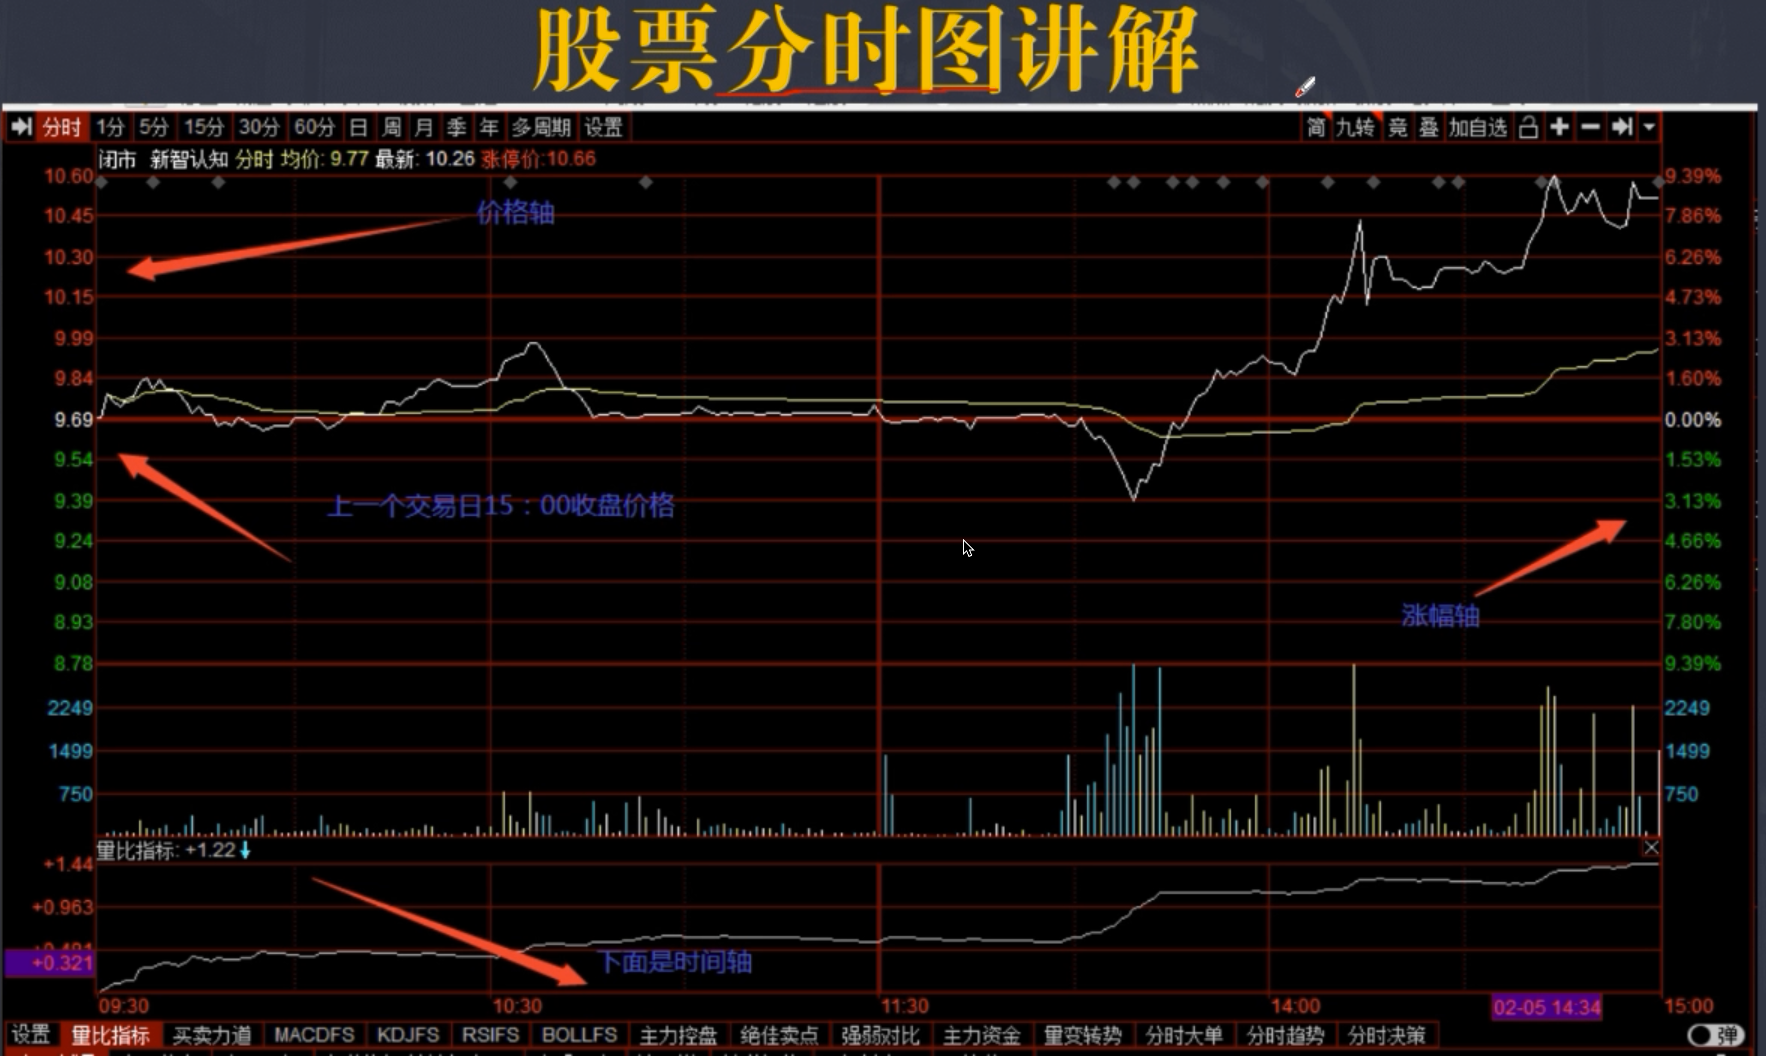 股票分时图讲解
分时 1分 5分 15分 30分 60分 日 周 月 季 年 多周期 设置 简 九转 竞 叠 加自选
闭市 新智认知 分时 均价: 9.77 最新: 10.26 涨停价:10.66
10.60 9.39%
价格轴
10.45 7.86%
10.30 6.26%
10.15 4.73%
9.99 3.13%
9.84 1.60%
9.69 0.00%
9.54 1.53%
9.39 上一个交易日15：00收盘价格 3.13%
9.24 4.66%
9.08 6.26%
8.93 涨幅轴 7.80%
8.78 9.39%
2249 2249
1499 1499
750 750
量比指标: +1.22
+1.44
+0.963
+0.321 下面是时间轴
09:30 10:30 11:30 14:00 02-05 14:34 15:00
设置 量比指标 买卖力道 MACDFS KDJFS RSIFS BOLLFS 主力控盘 绝佳卖点 强弱对比 主力资金 量变转势 分时大单 分时趋势 分时决策 弹